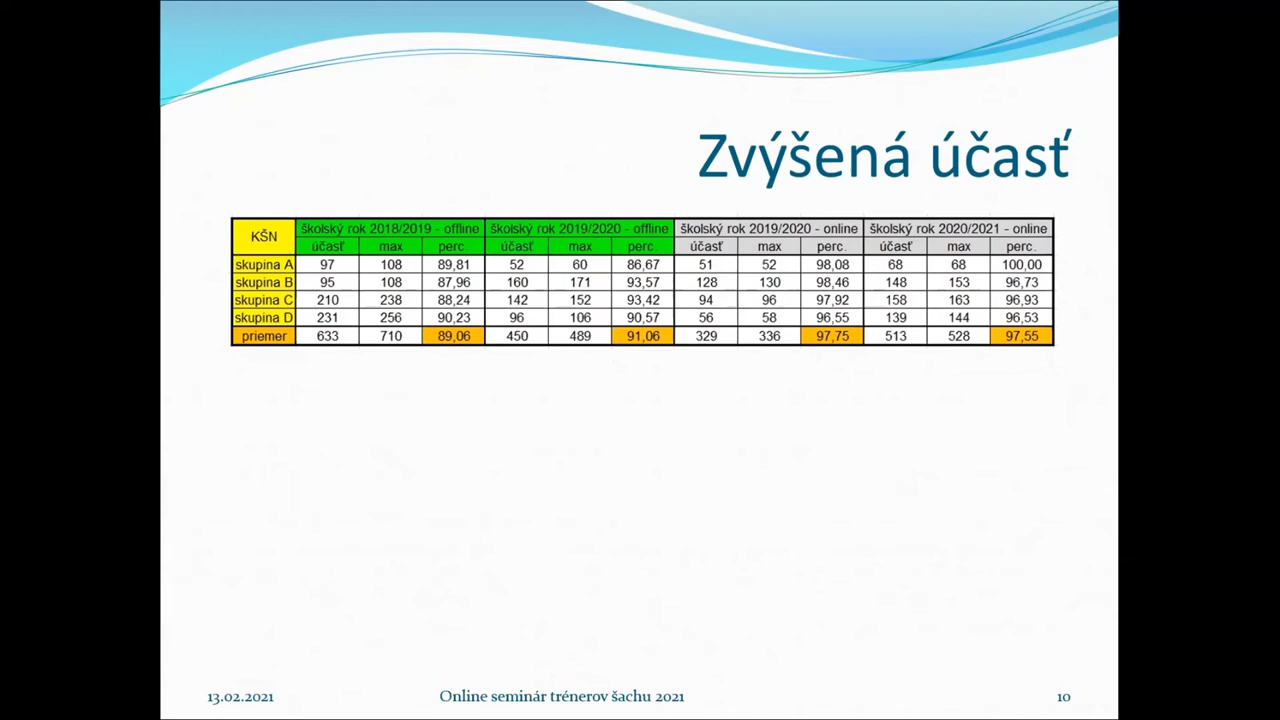 Zvýšená účasť
KŠN školský rok 2018/2019 - offline školský rok 2019/2020 - offline školský rok 2019/2020 - online školský rok 2020/2021 - online
účasť max perc. účasť max perc. účasť max perc. účasť max perc.
skupina A 97 108 89,81 52 60 86,67 51 52 98,08 68 68 100,00
skupina B 95 108 87,96 160 171 93,57 128 130 98,46 148 153 96,73
skupina C 210 238 88,24 142 152 93,42 94 96 97,92 158 163 96,93
skupina D 231 256 90,23 96 106 90,57 56 58 96,55 139 144 96,53
priemer 633 710 89,06 450 489 91,06 329 336 97,75 513 528 97,55
13.02.2021 Online seminár trénerov šachu 2021 10